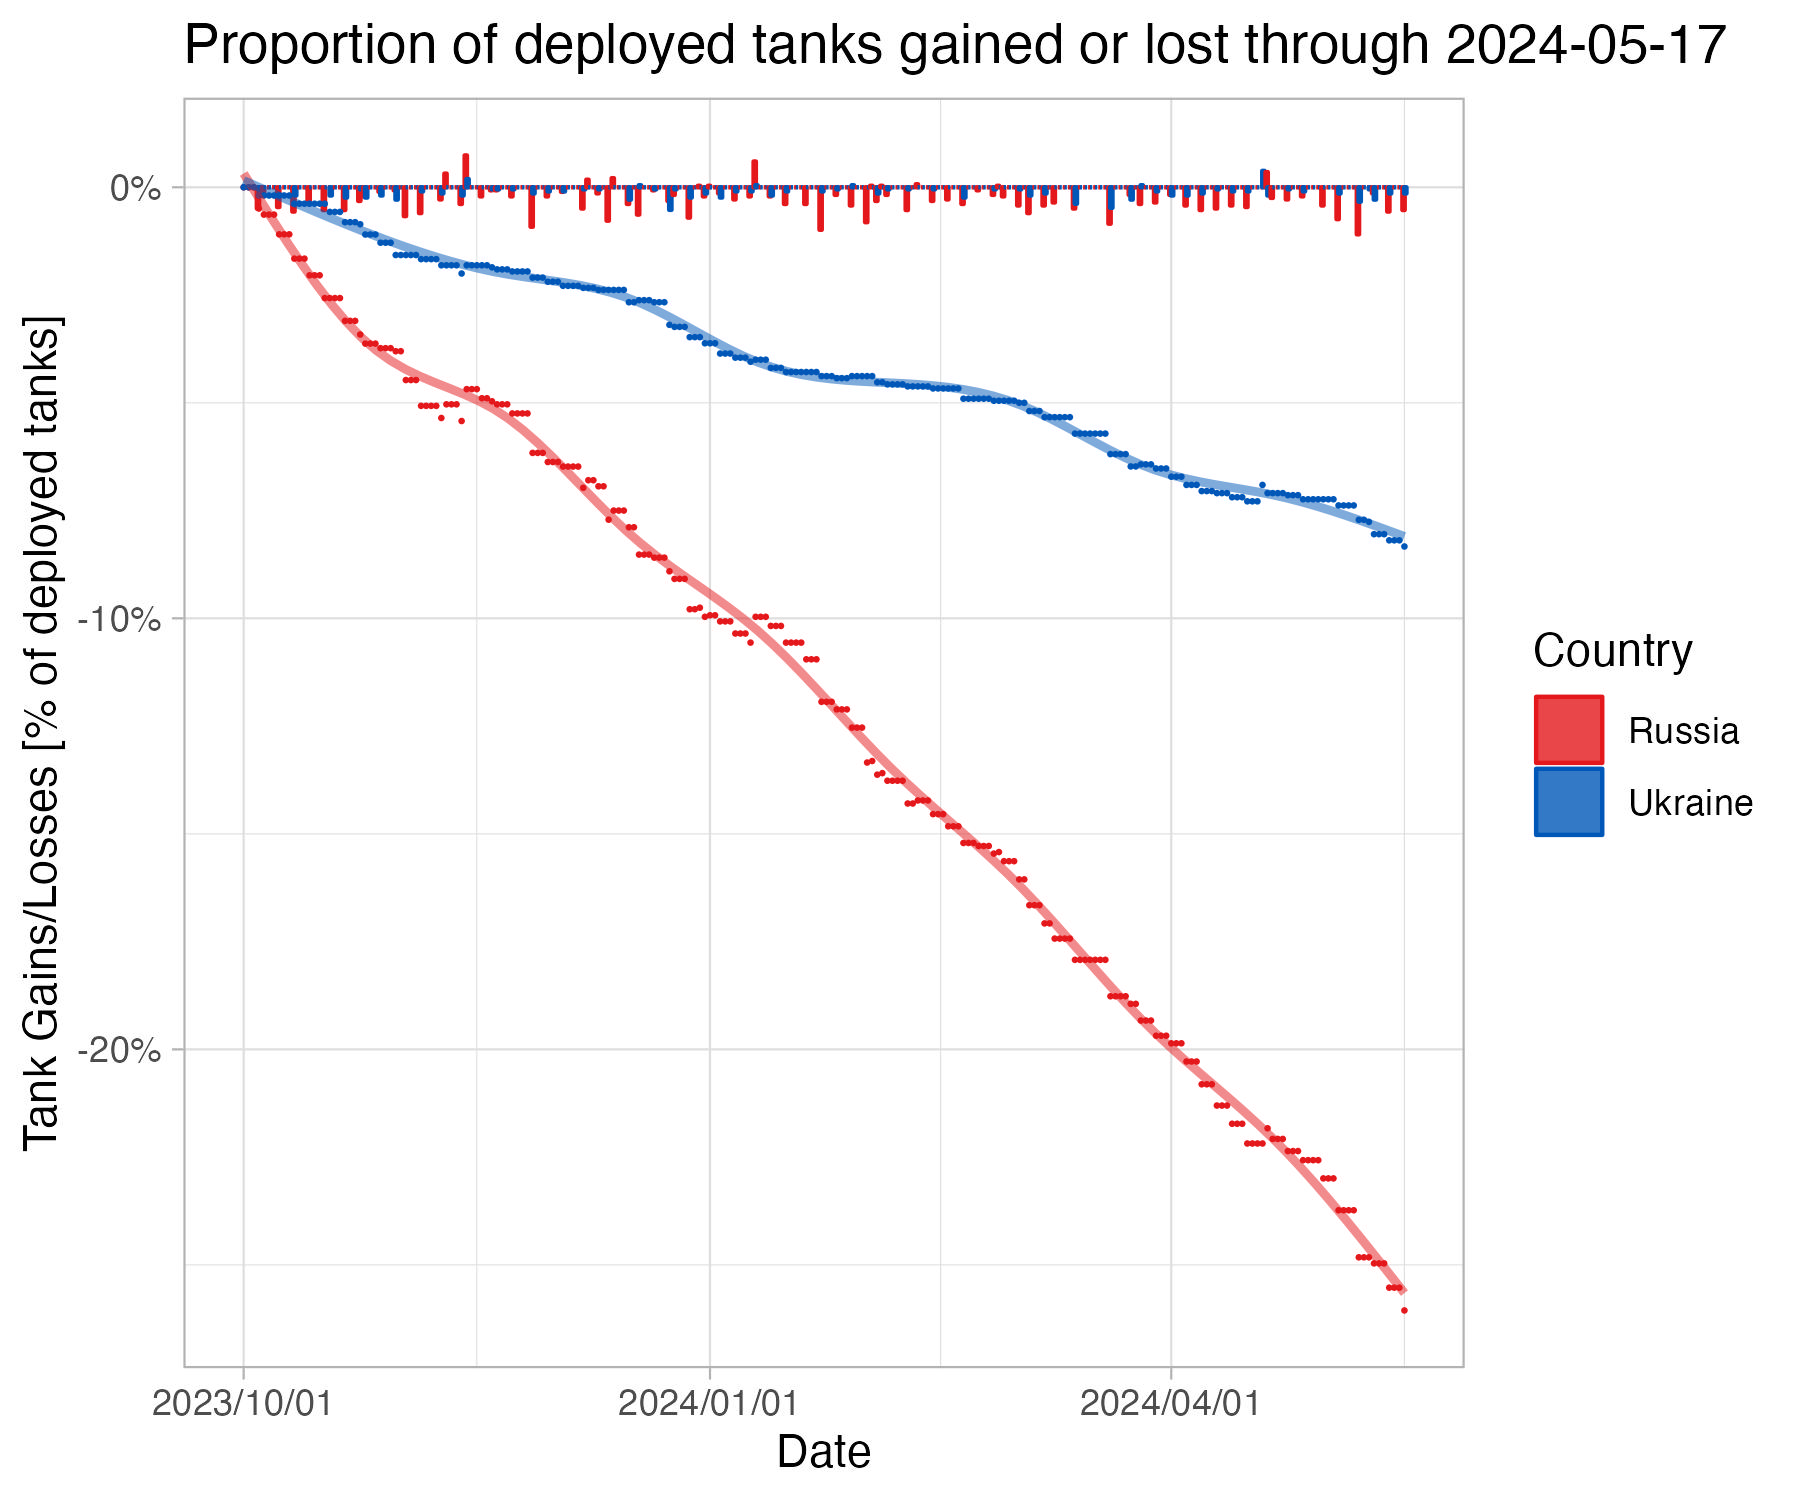 Proportion of deployed tanks gained or lost through 2024-05-17
Tank Gains/Losses [% of deployed tanks]
0%
-10%
-20%
2023/10/01
2024/01/01
2024/04/01
Date
Country
Russia
Ukraine